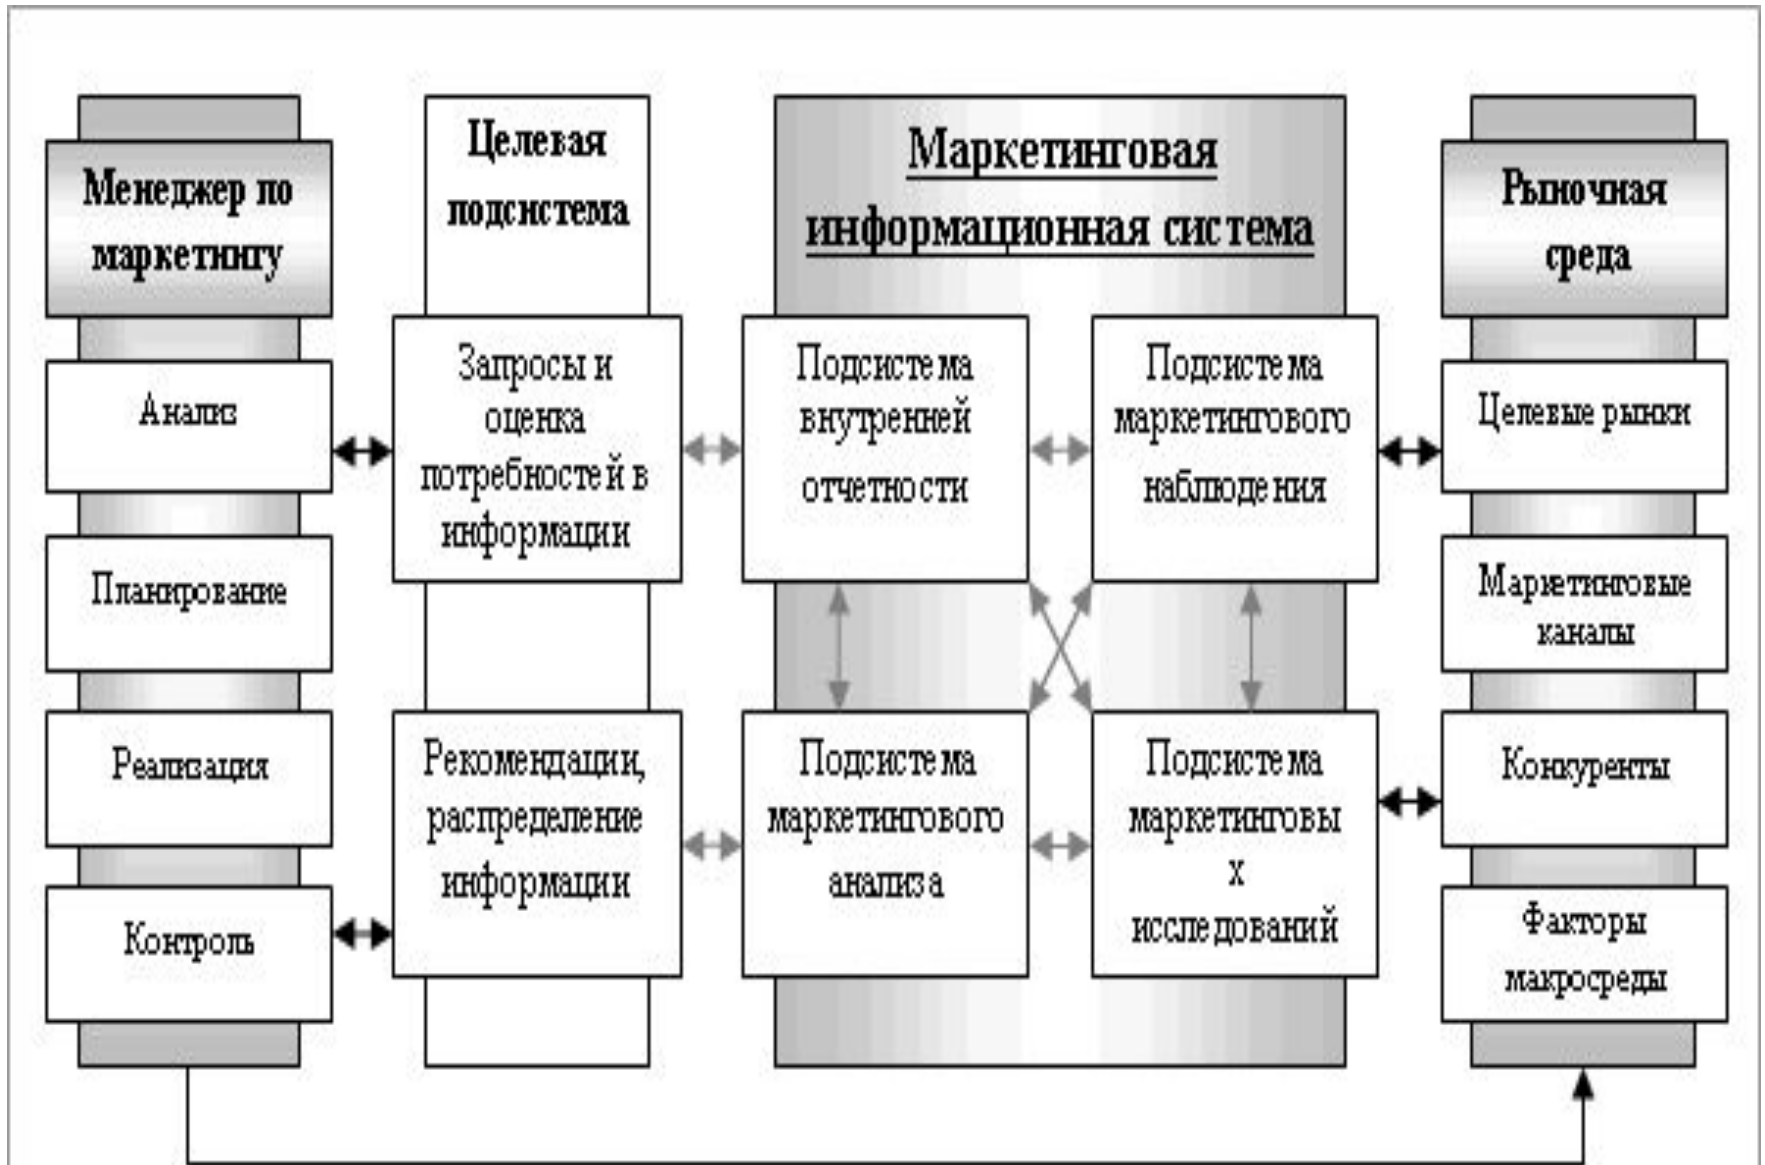 Менеджер по
маркетингу
Анализ
Планирование
Реализация
Контроль
Целевая
подсистема
Запросы и
оценка
потребностей в
информации
Рекомендации,
распределение
информации
Маркетинговая
информационная система
Подсистема
внутренней
отчетности
Подсистема
маркетингового
наблюдения
Подсистема
маркетингового
анализа
Подсистема
маркетинговы
х
исследований
Рыночная
среда
Целевые рынки
Маркетинговые
каналы
Конкуренты
Факторы
макросреды